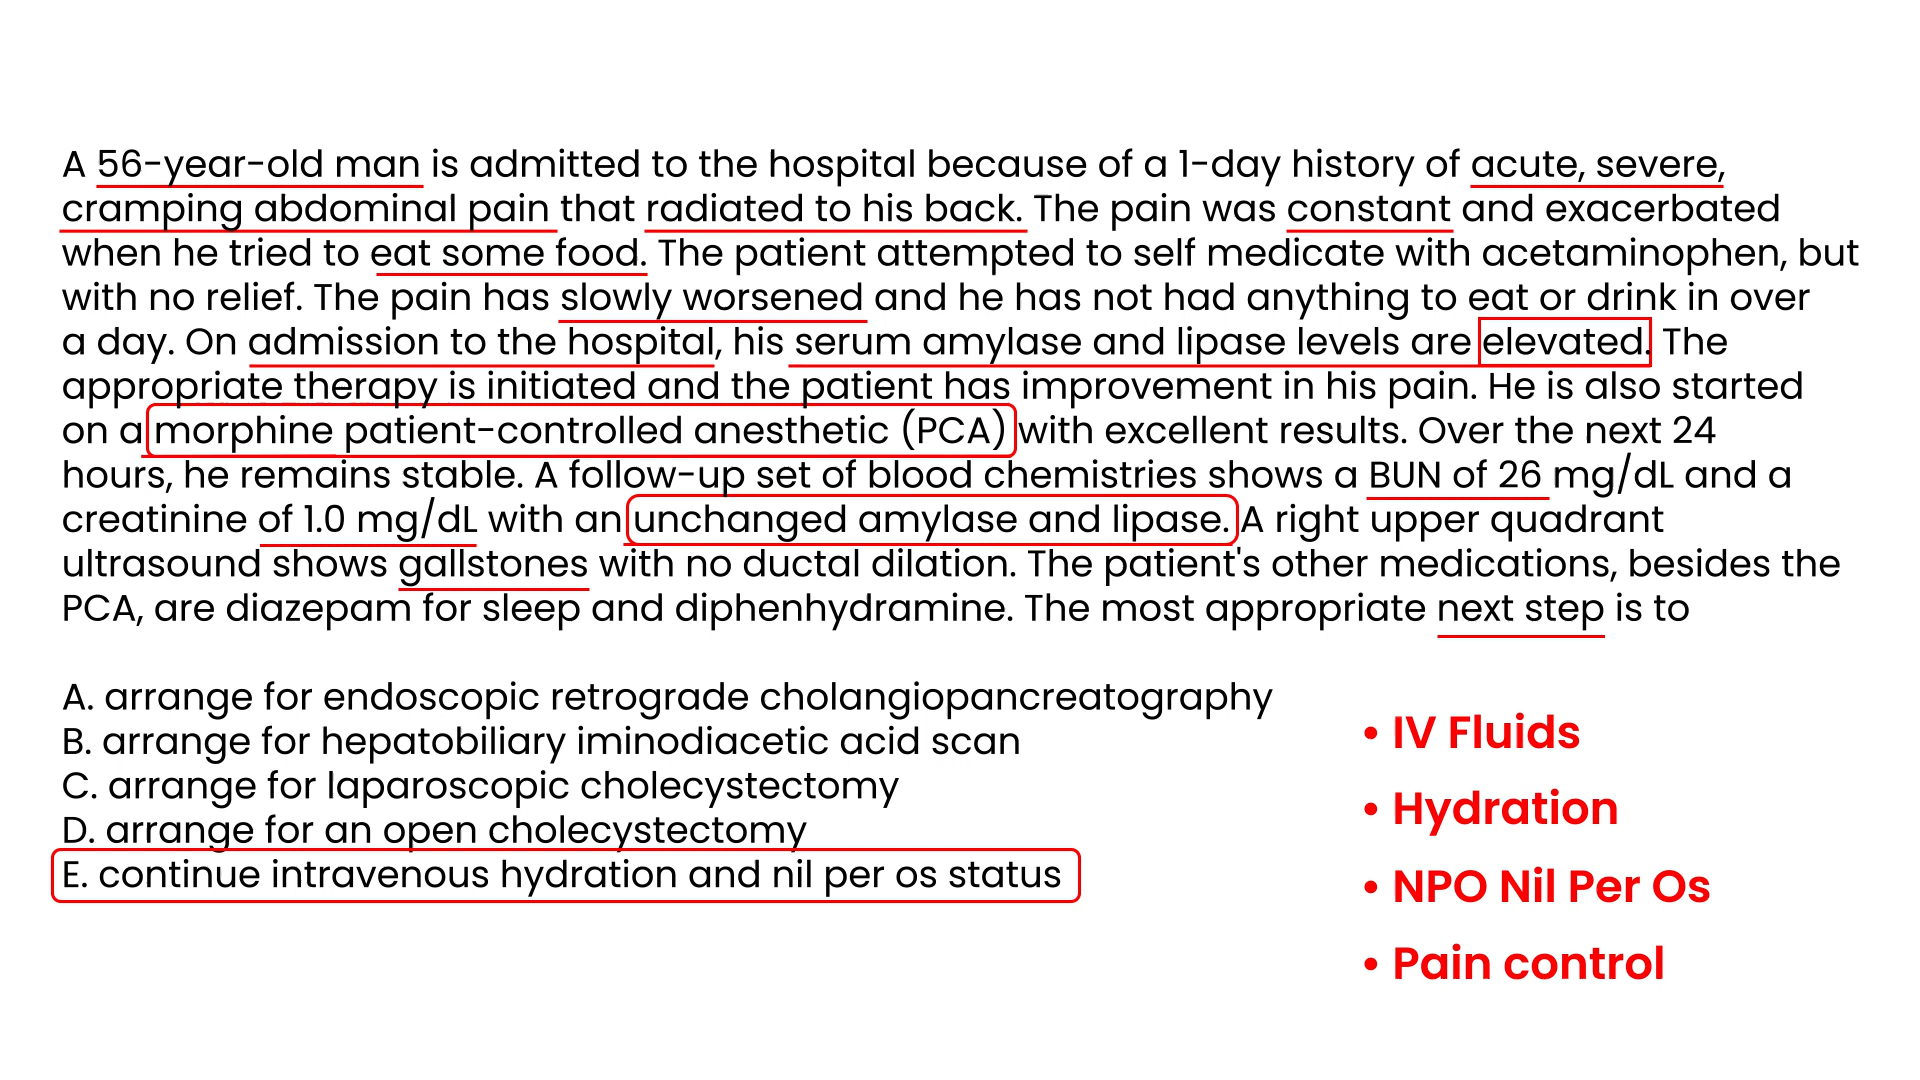 A 56-year-old man is admitted to the hospital because of a 1-day history of acute, severe,
cramping abdominal pain that radiated to his back. The pain was constant and exacerbated
when he tried to eat some food. The patient attempted to self medicate with acetaminophen, but
with no relief. The pain has slowly worsened and he has not had anything to eat or drink in over
a day. On admission to the hospital, his serum amylase and lipase levels are elevated. The
appropriate therapy is initiated and the patient has improvement in his pain. He is also started
on a morphine patient-controlled anesthetic (PCA) with excellent results. Over the next 24
hours, he remains stable. A follow-up set of blood chemistries shows a BUN of 26 mg/dL and a
creatinine of 1.0 mg/dL with an unchanged amylase and lipase. A right upper quadrant
ultrasound shows gallstones with no ductal dilation. The patient's other medications, besides the
PCA, are diazepam for sleep and diphenhydramine. The most appropriate next step is to
A. arrange for endoscopic retrograde cholangiopancreatography
B. arrange for hepatobiliary iminodiacetic acid scan
C. arrange for laparoscopic cholecystectomy
D. arrange for an open cholecystectomy
E. continue intravenous hydration and nil per os status
• IV Fluids
• Hydration
• NPO Nil Per Os
• Pain control